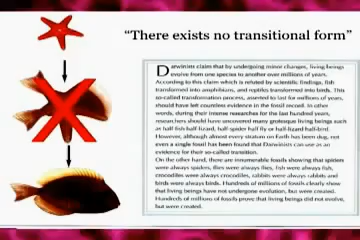 “There exists no transitional form”
Darwinists claim that by undergoing minor changes, living beings
evolve from one species to another over millions of years.
According to this claim which is refuted by scientific findings, fish
transformed into amphibians, and reptiles transformed into birds. This
so-called transformation process, asserted to last for millions of years,
should have left countless evidence in the fossil record. In other
words, during their intense researches for the last hundred years,
researchers should have uncovered many grotesque living beings such
as half fish-half lizard, half spider-half fly or half-lizard-half-bird.
However, although almost every stratum on Earth has been dug, not
even a single fossil has been found that Darwinists can use as an
evidence for their so-called transition.
On the other hand, there are innumerable fossils showing that spiders
were always spiders, flies were always flies, fish were always fish,
crocodiles were always crocodiles, rabbits were always rabbits and
birds were always birds. Hundreds of millions of fossils clearly show
that living beings have not undergone evolution, but were created.
Hundreds of millions of fossils prove that living beings did not evolve,
but were created.